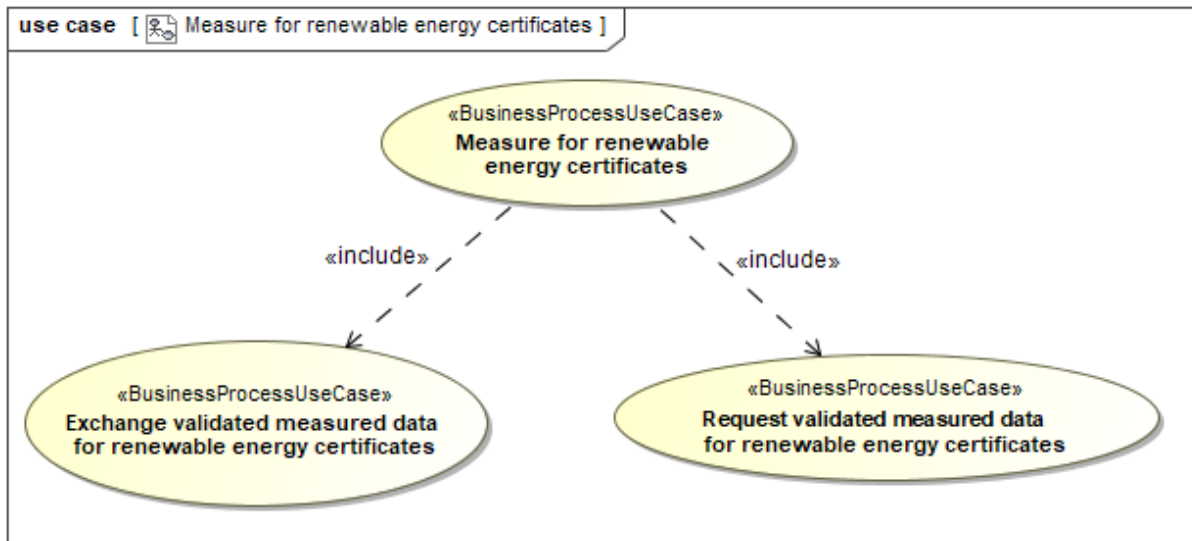 use case [ Measure for renewable energy certificates ]
«BusinessProcessUseCase»
Measure for renewable
energy certificates
«include»
«include»
«BusinessProcessUseCase»
Exchange validated measured data
for renewable energy certificates
«BusinessProcessUseCase»
Request validated measured data
for renewable energy certificates